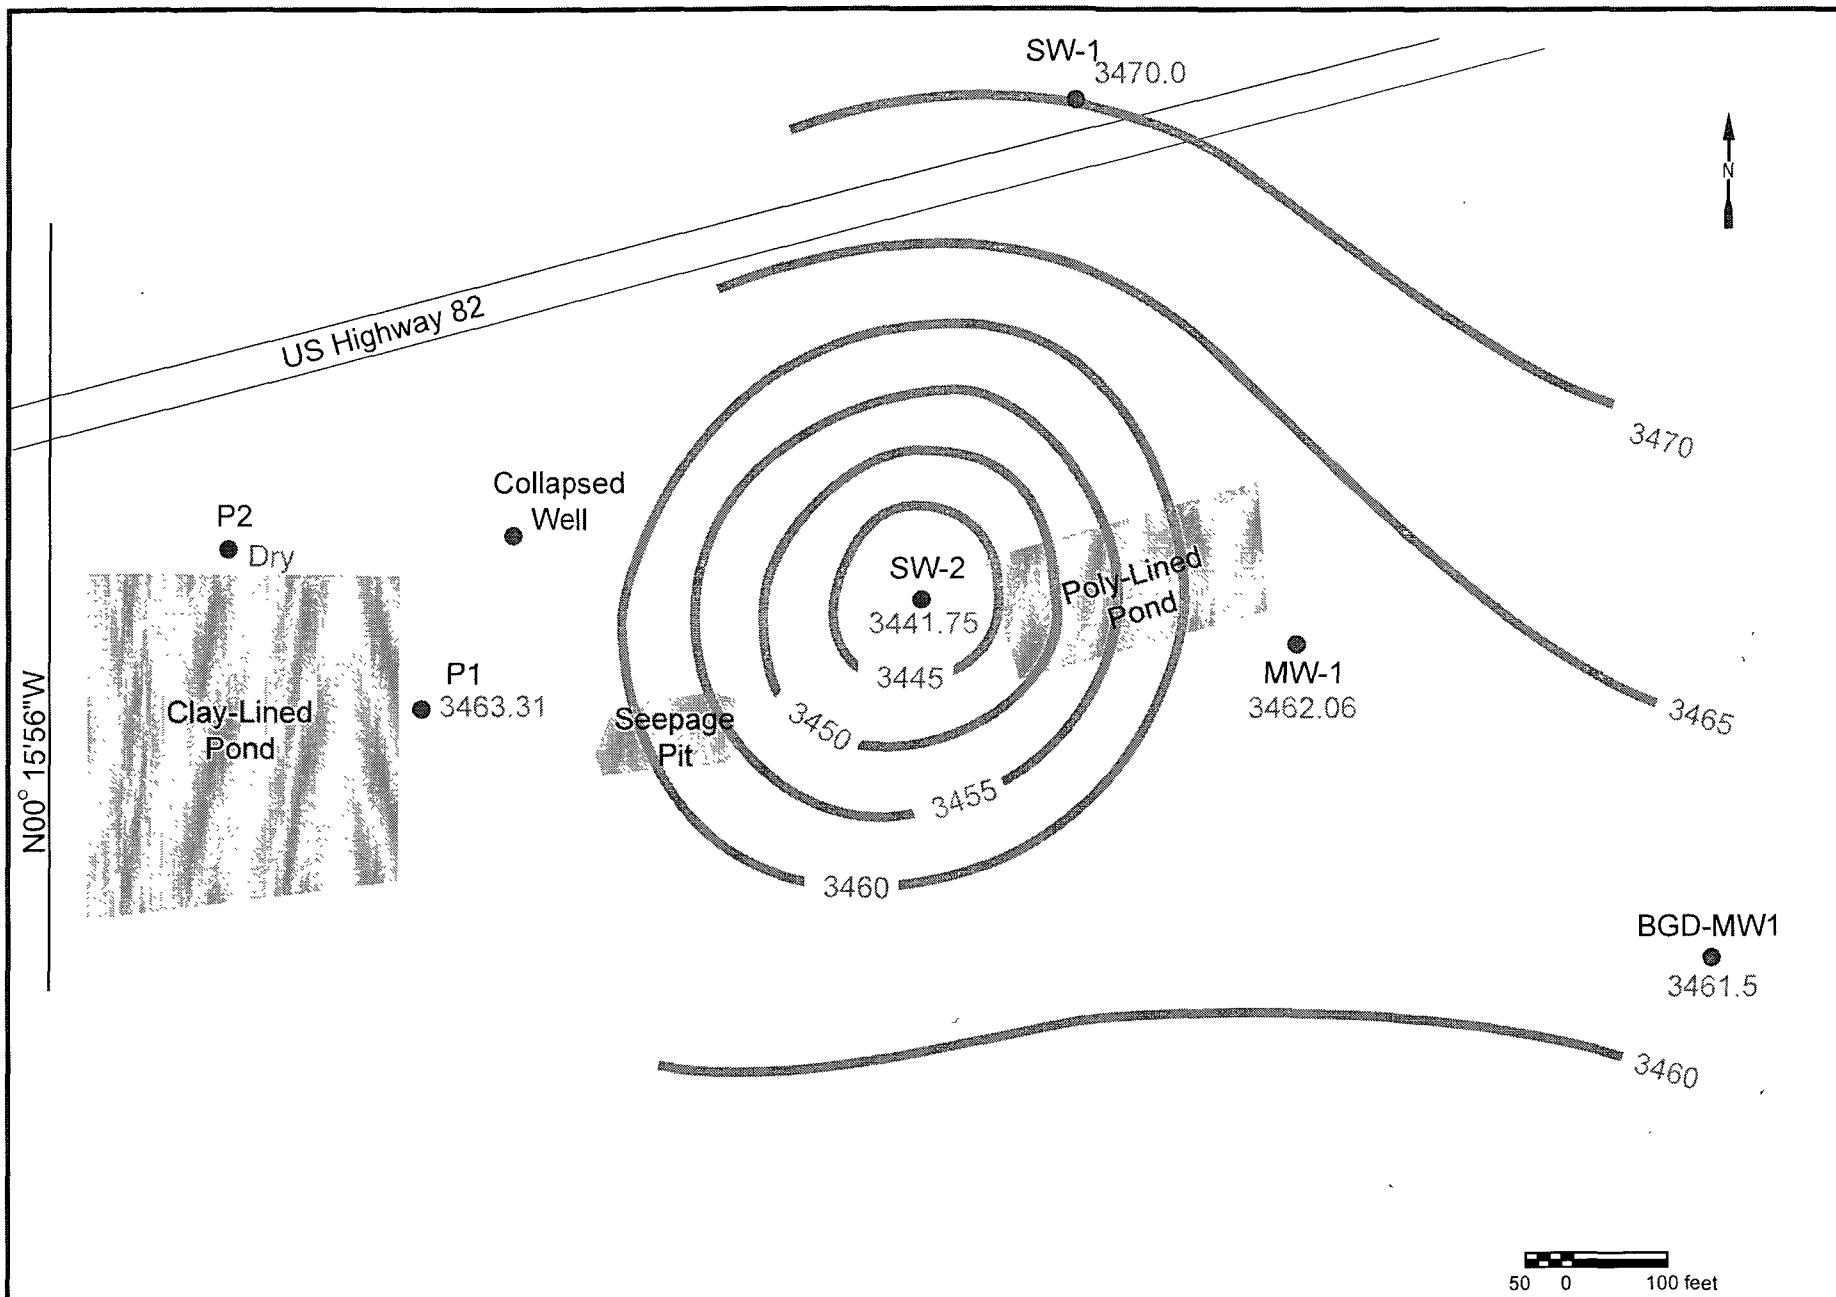 SW-1
3470.0
N
US Highway 82
3470
Collapsed
Well
P2
Dry
SW-2
3441.75
Poly-Lined
Pond
P1
3463.31
3445
MW-1
3462.06
3465
Clay-Lined
Pond
Seepage
Pit
3450
N00° 15'56"W
3455
3460
BGD-MW1
3461.5
3460
50 0 100 feet